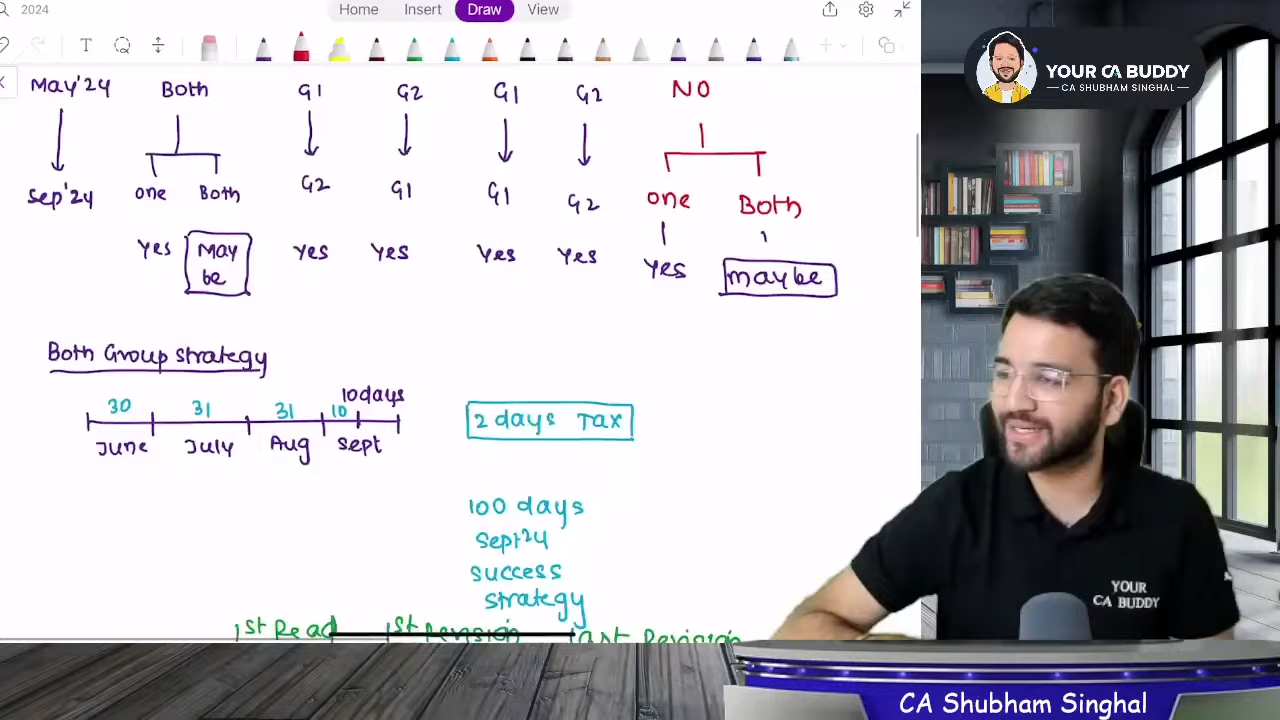 2024
Home Insert Draw View
T
YOUR CA BUDDY
CA SHUBHAM SINGHAL
May'24 Both G1 G2 G1 G2 NO
Sep'24 one Both G2 G1 G1 G2 one Both
Yes May be Yes Yes Yes Yes Yes maybe
Both Group Strategy
10days
30 31 31 10
June July Aug Sept
2 days Tax
100 days
Sept24
success
strategy
1st Read 1st Revision Last Revision
YOUR
CA BUDDY
CA Shubham Singhal